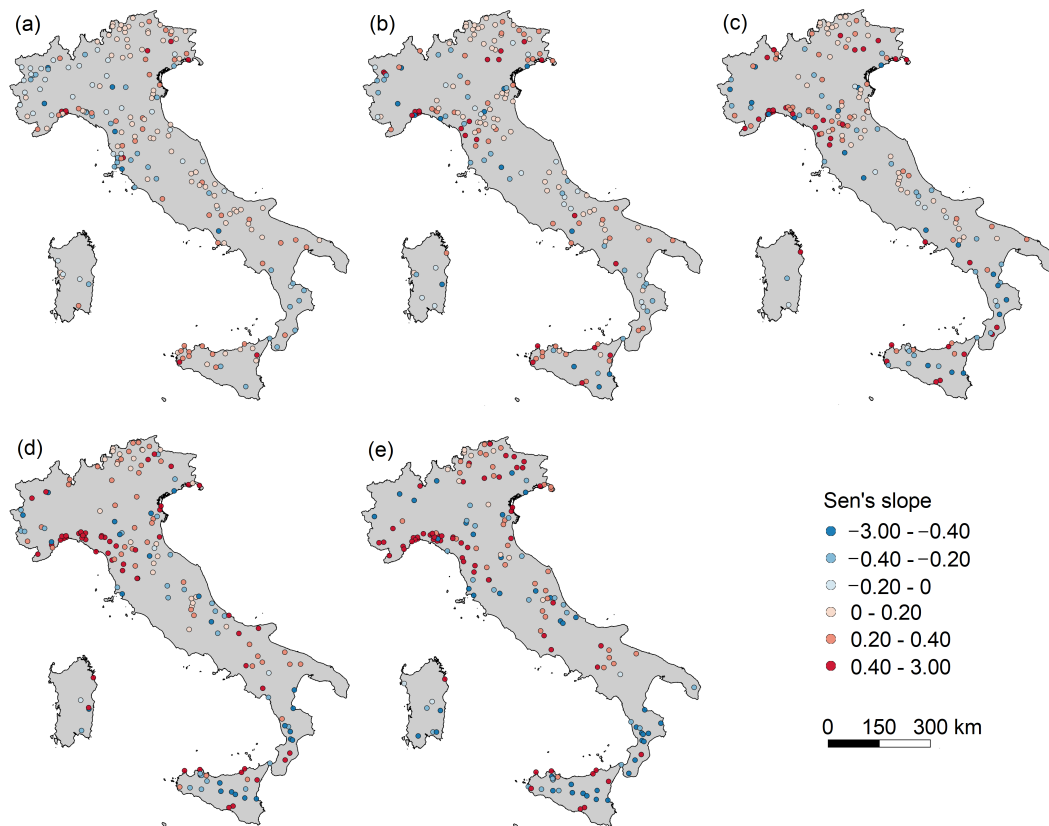 (a)
(b)
(c)
(d)
(e)
Sen's slope
−3.00 - −0.40
−0.40 - −0.20
−0.20 - 0
0 - 0.20
0.20 - 0.40
0.40 - 3.00
0 150 300 km